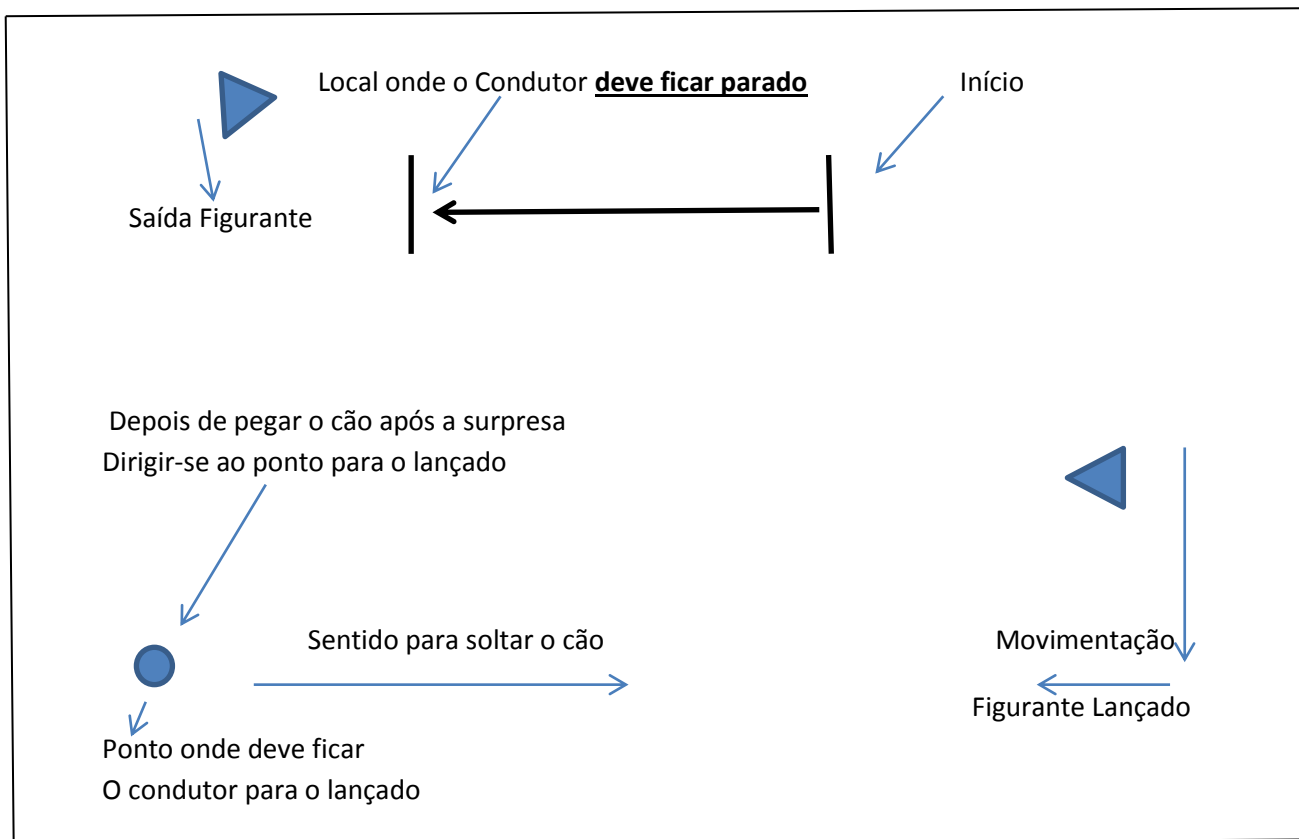 Local onde o Condutor deve ficar parado
Início
Saída Figurante
Depois de pegar o cão após a surpresa
Dirigir-se ao ponto para o lançado
Sentido para soltar o cão
Movimentação
Figurante Lançado
Ponto onde deve ficar
O condutor para o lançado